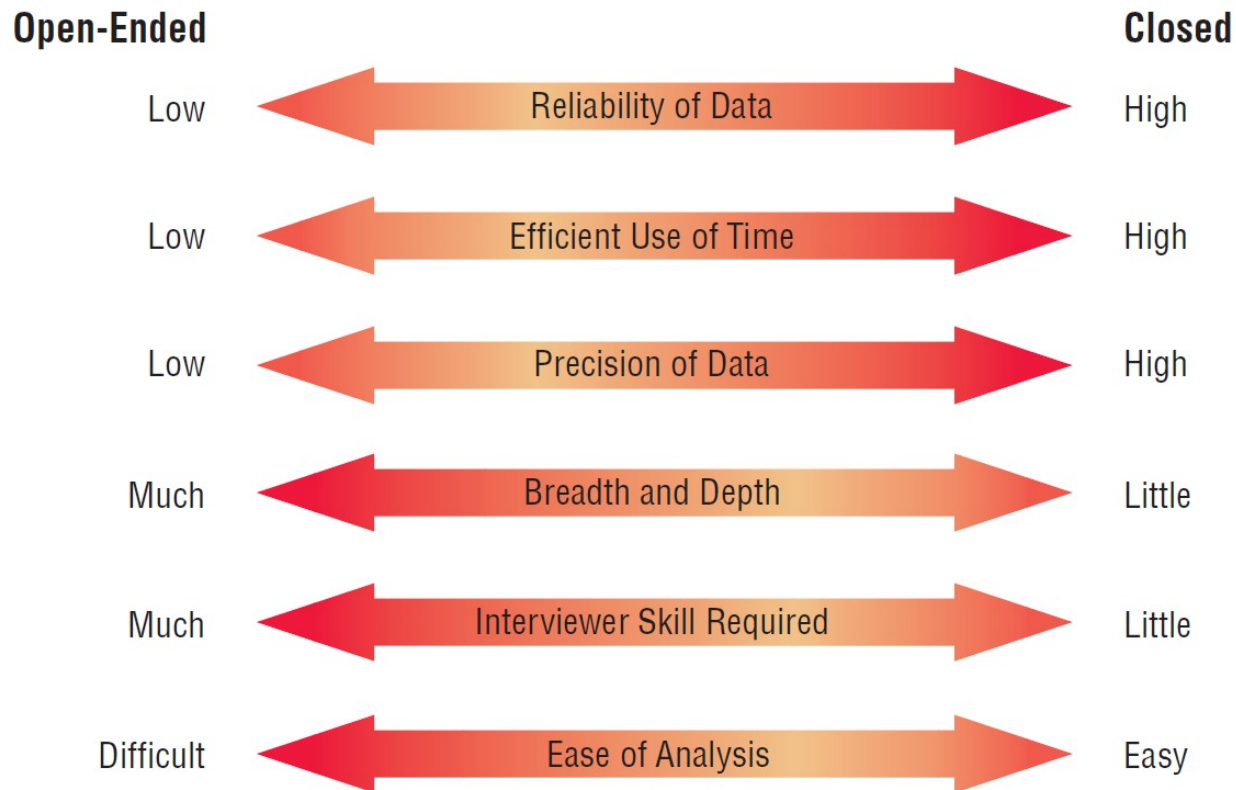 Open-Ended Closed
Low Reliability of Data High
Low Efficient Use of Time High
Low Precision of Data High
Much Breadth and Depth Little
Much Interviewer Skill Required Little
Difficult Ease of Analysis Easy